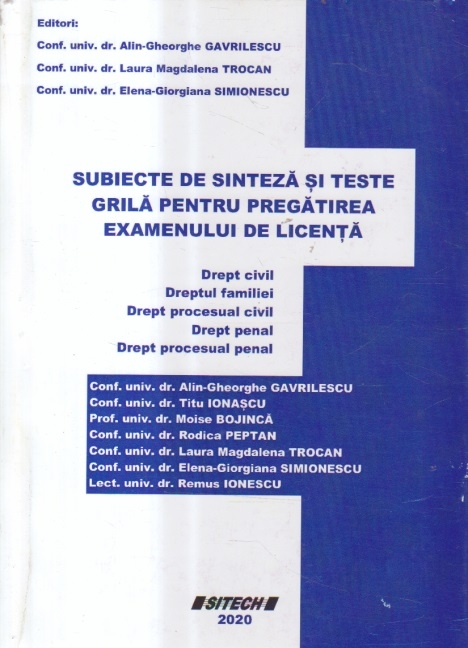 Editori:
Conf. univ. dr. Alin-Gheorghe GAVRILESCU
Conf. univ. dr. Laura Magdalena TROCAN
Conf. univ. dr. Elena-Giorgiana SIMIONESCU
SUBIECTE DE SINTEZĂ ȘI TESTE
GRILĂ PENTRU PREGĂTIREA
EXAMENULUI DE LICENȚĂ
Drept civil
Dreptul familiei
Drept procesual civil
Drept penal
Drept procesual penal
Conf. univ. dr. Alin-Gheorghe GAVRILESCU
Conf. univ. dr. Titu IONAȘCU
Prof. univ. dr. Moise BOJINCĂ
Conf. univ. dr. Rodica PEPTAN
Conf. univ. dr. Laura Magdalena TROCAN
Conf. univ. dr. Elena-Giorgiana SIMIONESCU
Lect. univ. dr. Remus IONESCU
SITECH
2020